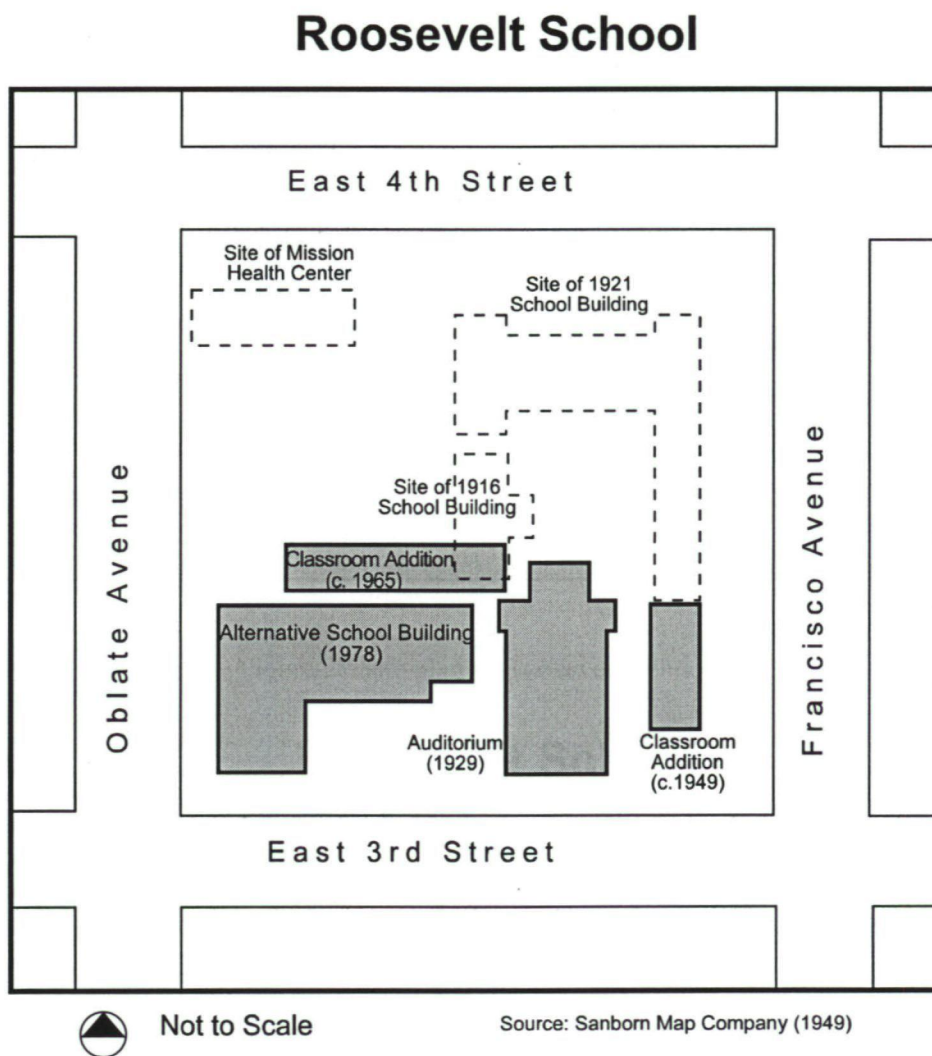 Roosevelt School
East 4th Street
Site of Mission
Health Center
Site of 1921
School Building
Oblate Avenue
Francisco Avenue
Site of 1916
School Building
Classroom Addition
(c. 1965)
Alternative School Building
(1978)
Auditorium
(1929)
Classroom
Addition
(c.1949)
East 3rd Street
Not to Scale
Source: Sanborn Map Company (1949)